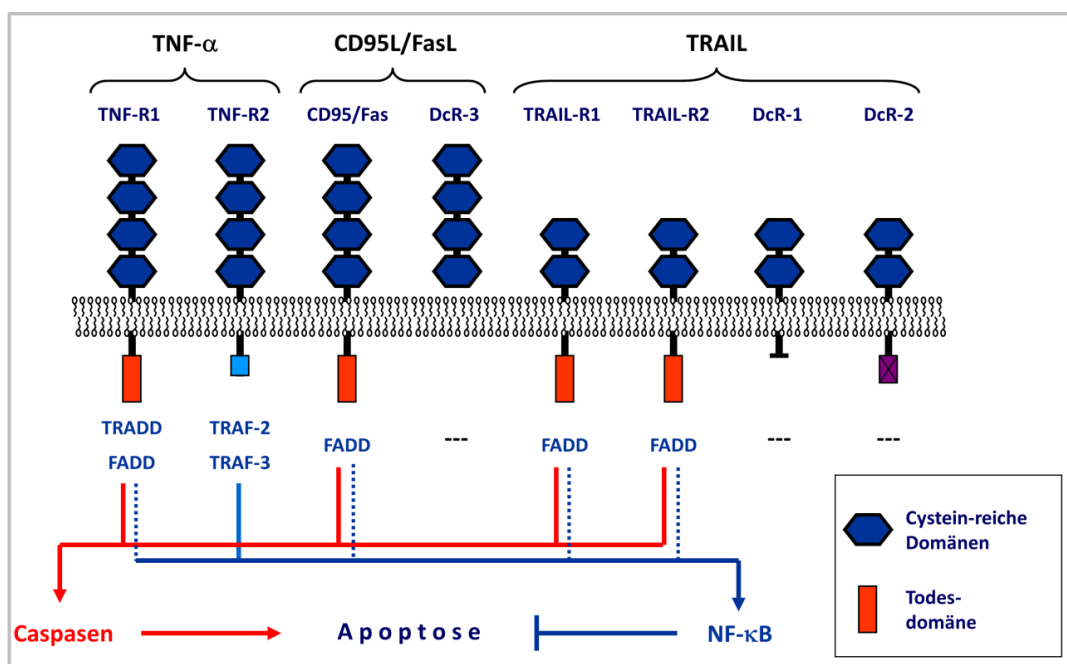 TNF-α CD95L/FasL TRAIL
TNF-R1 TNF-R2 CD95/Fas DcR-3 TRAIL-R1 TRAIL-R2 DcR-1 DcR-2
TRADD TRAF-2
FADD --- FADD FADD --- ---
FADD TRAF-3
Cystein-reiche
Domänen
Todes-
domäne
Caspasen Apoptose NF-κB